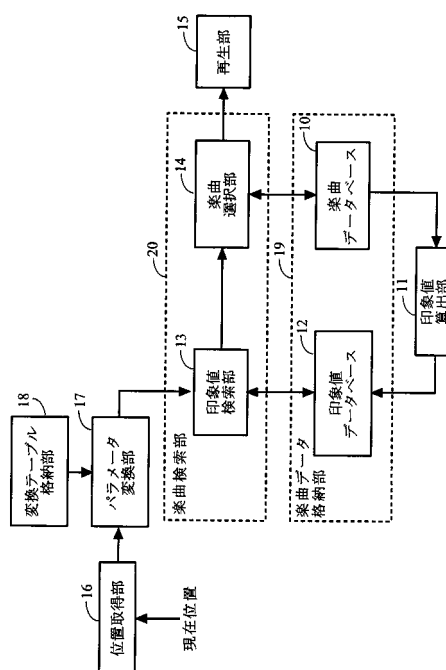 15
再生部
20
14
楽曲
選択部
13
印象値
検索部
楽曲検索部
18
変換テーブル
格納部
17
パラメータ
変換部
16
位置取得部
現在位置
19
10
楽曲
データベース
12
印象値
データベース
楽曲データ
格納部
11
印象値
算出部